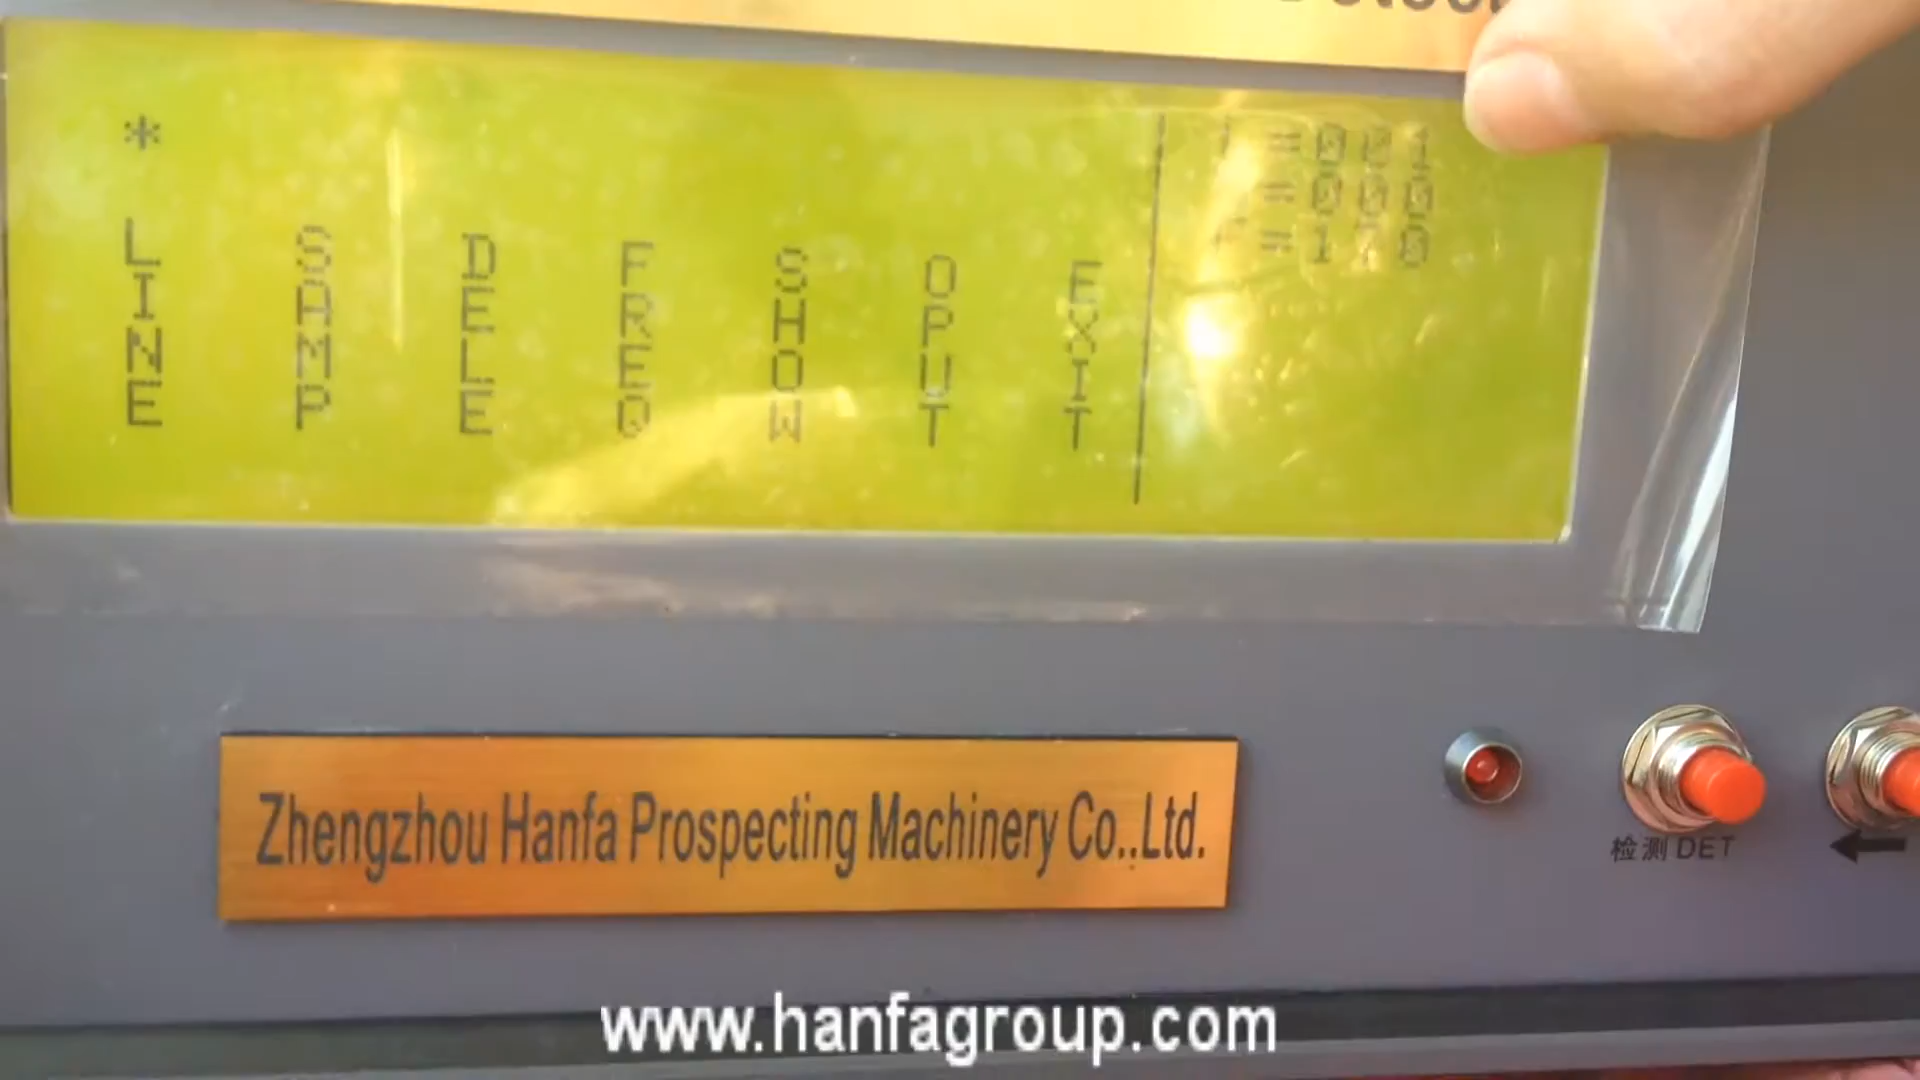 *
LINE
SAMP
DELE
FREQ
SHOW
OPUT
EXIT
=001
=000
Zhengzhou Hanfa Prospecting Machinery Co.,Ltd.
检测 DET
www.hanfagroup.com